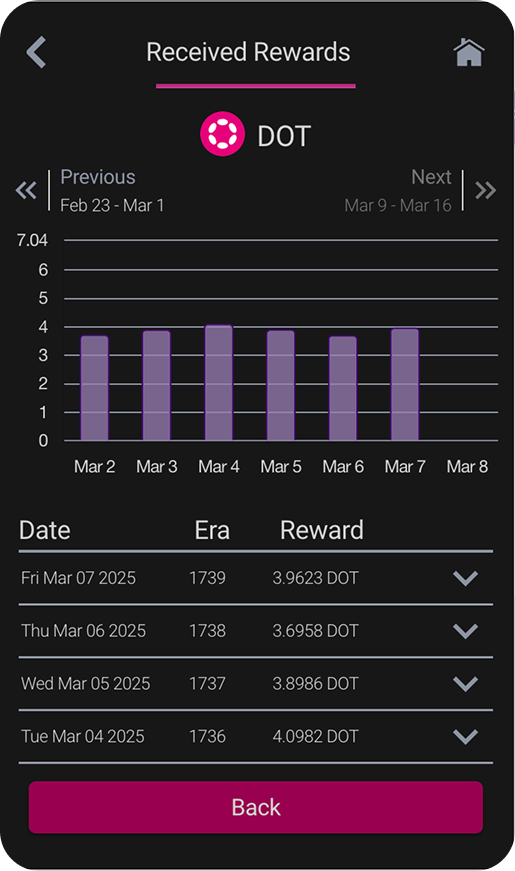 Received Rewards
DOT
Previous
Next
Feb 23 - Mar 1
Mar 9 - Mar 16
7.04
6
5
4
3
2
1
0
Mar 2 Mar 3 Mar 4 Mar 5 Mar 6 Mar 7 Mar 8
Date Era Reward
Fri Mar 07 2025 1739 3.9623 DOT
Thu Mar 06 2025 1738 3.6958 DOT
Wed Mar 05 2025 1737 3.8986 DOT
Tue Mar 04 2025 1736 4.0982 DOT
Back